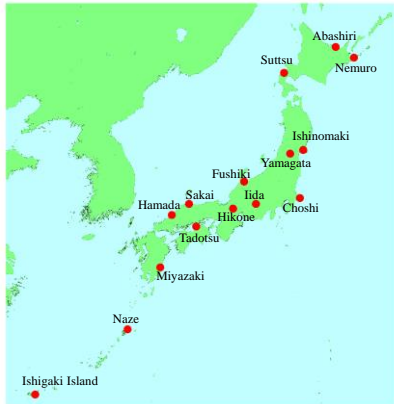 Abashiri
Suttsu
Nemuro
Ishinomaki
Yamagata
Fushiki
Sakai
Iida
Hamada
Hikone
Choshi
Tadotsu
Miyazaki
Naze
Ishigaki Island